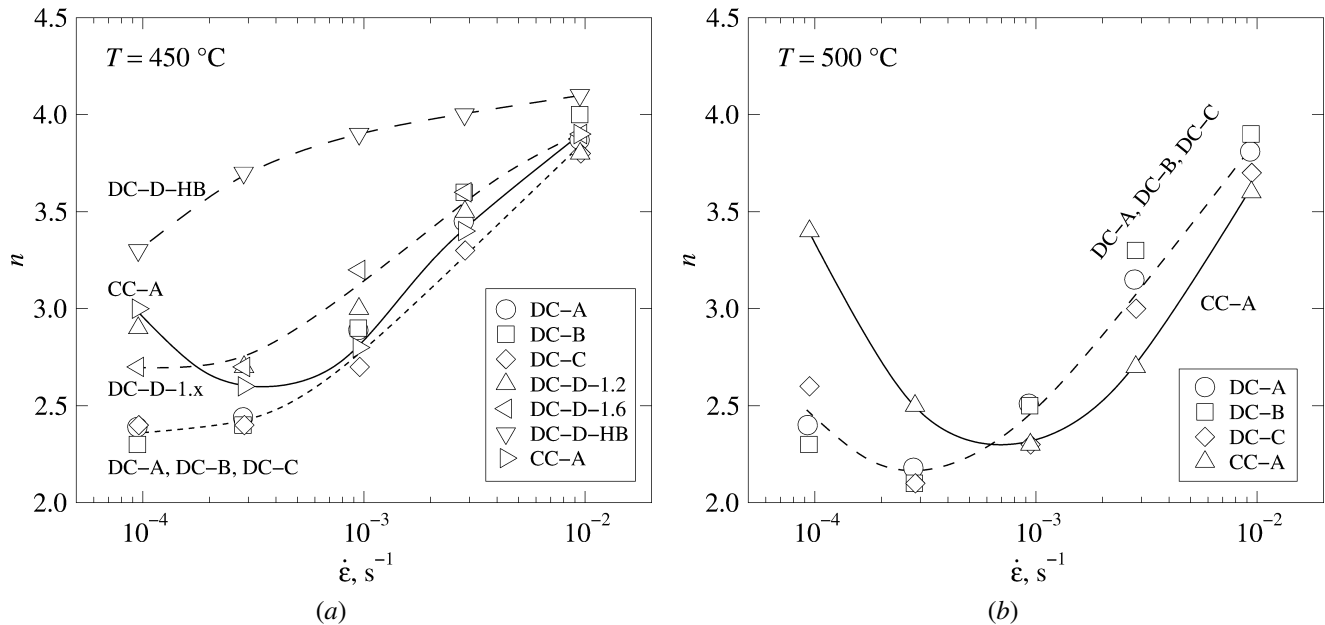 4.5
4.0
3.5
3.0
2.5
2.0
n
T = 450 °C
DC–D–HB
CC–A
DC–D–1.x
DC–A, DC–B, DC–C
DC–A
DC–B
DC–C
DC–D–1.2
DC–D–1.6
DC–D–HB
CC–A
10⁻⁴ 10⁻³ 10⁻²
ε̇, s⁻¹
(a)
4.5
4.0
3.5
3.0
2.5
2.0
n
T = 500 °C
DC–A, DC–B, DC–C
CC–A
DC–A
DC–B
DC–C
CC–A
10⁻⁴ 10⁻³ 10⁻²
ε̇, s⁻¹
(b)